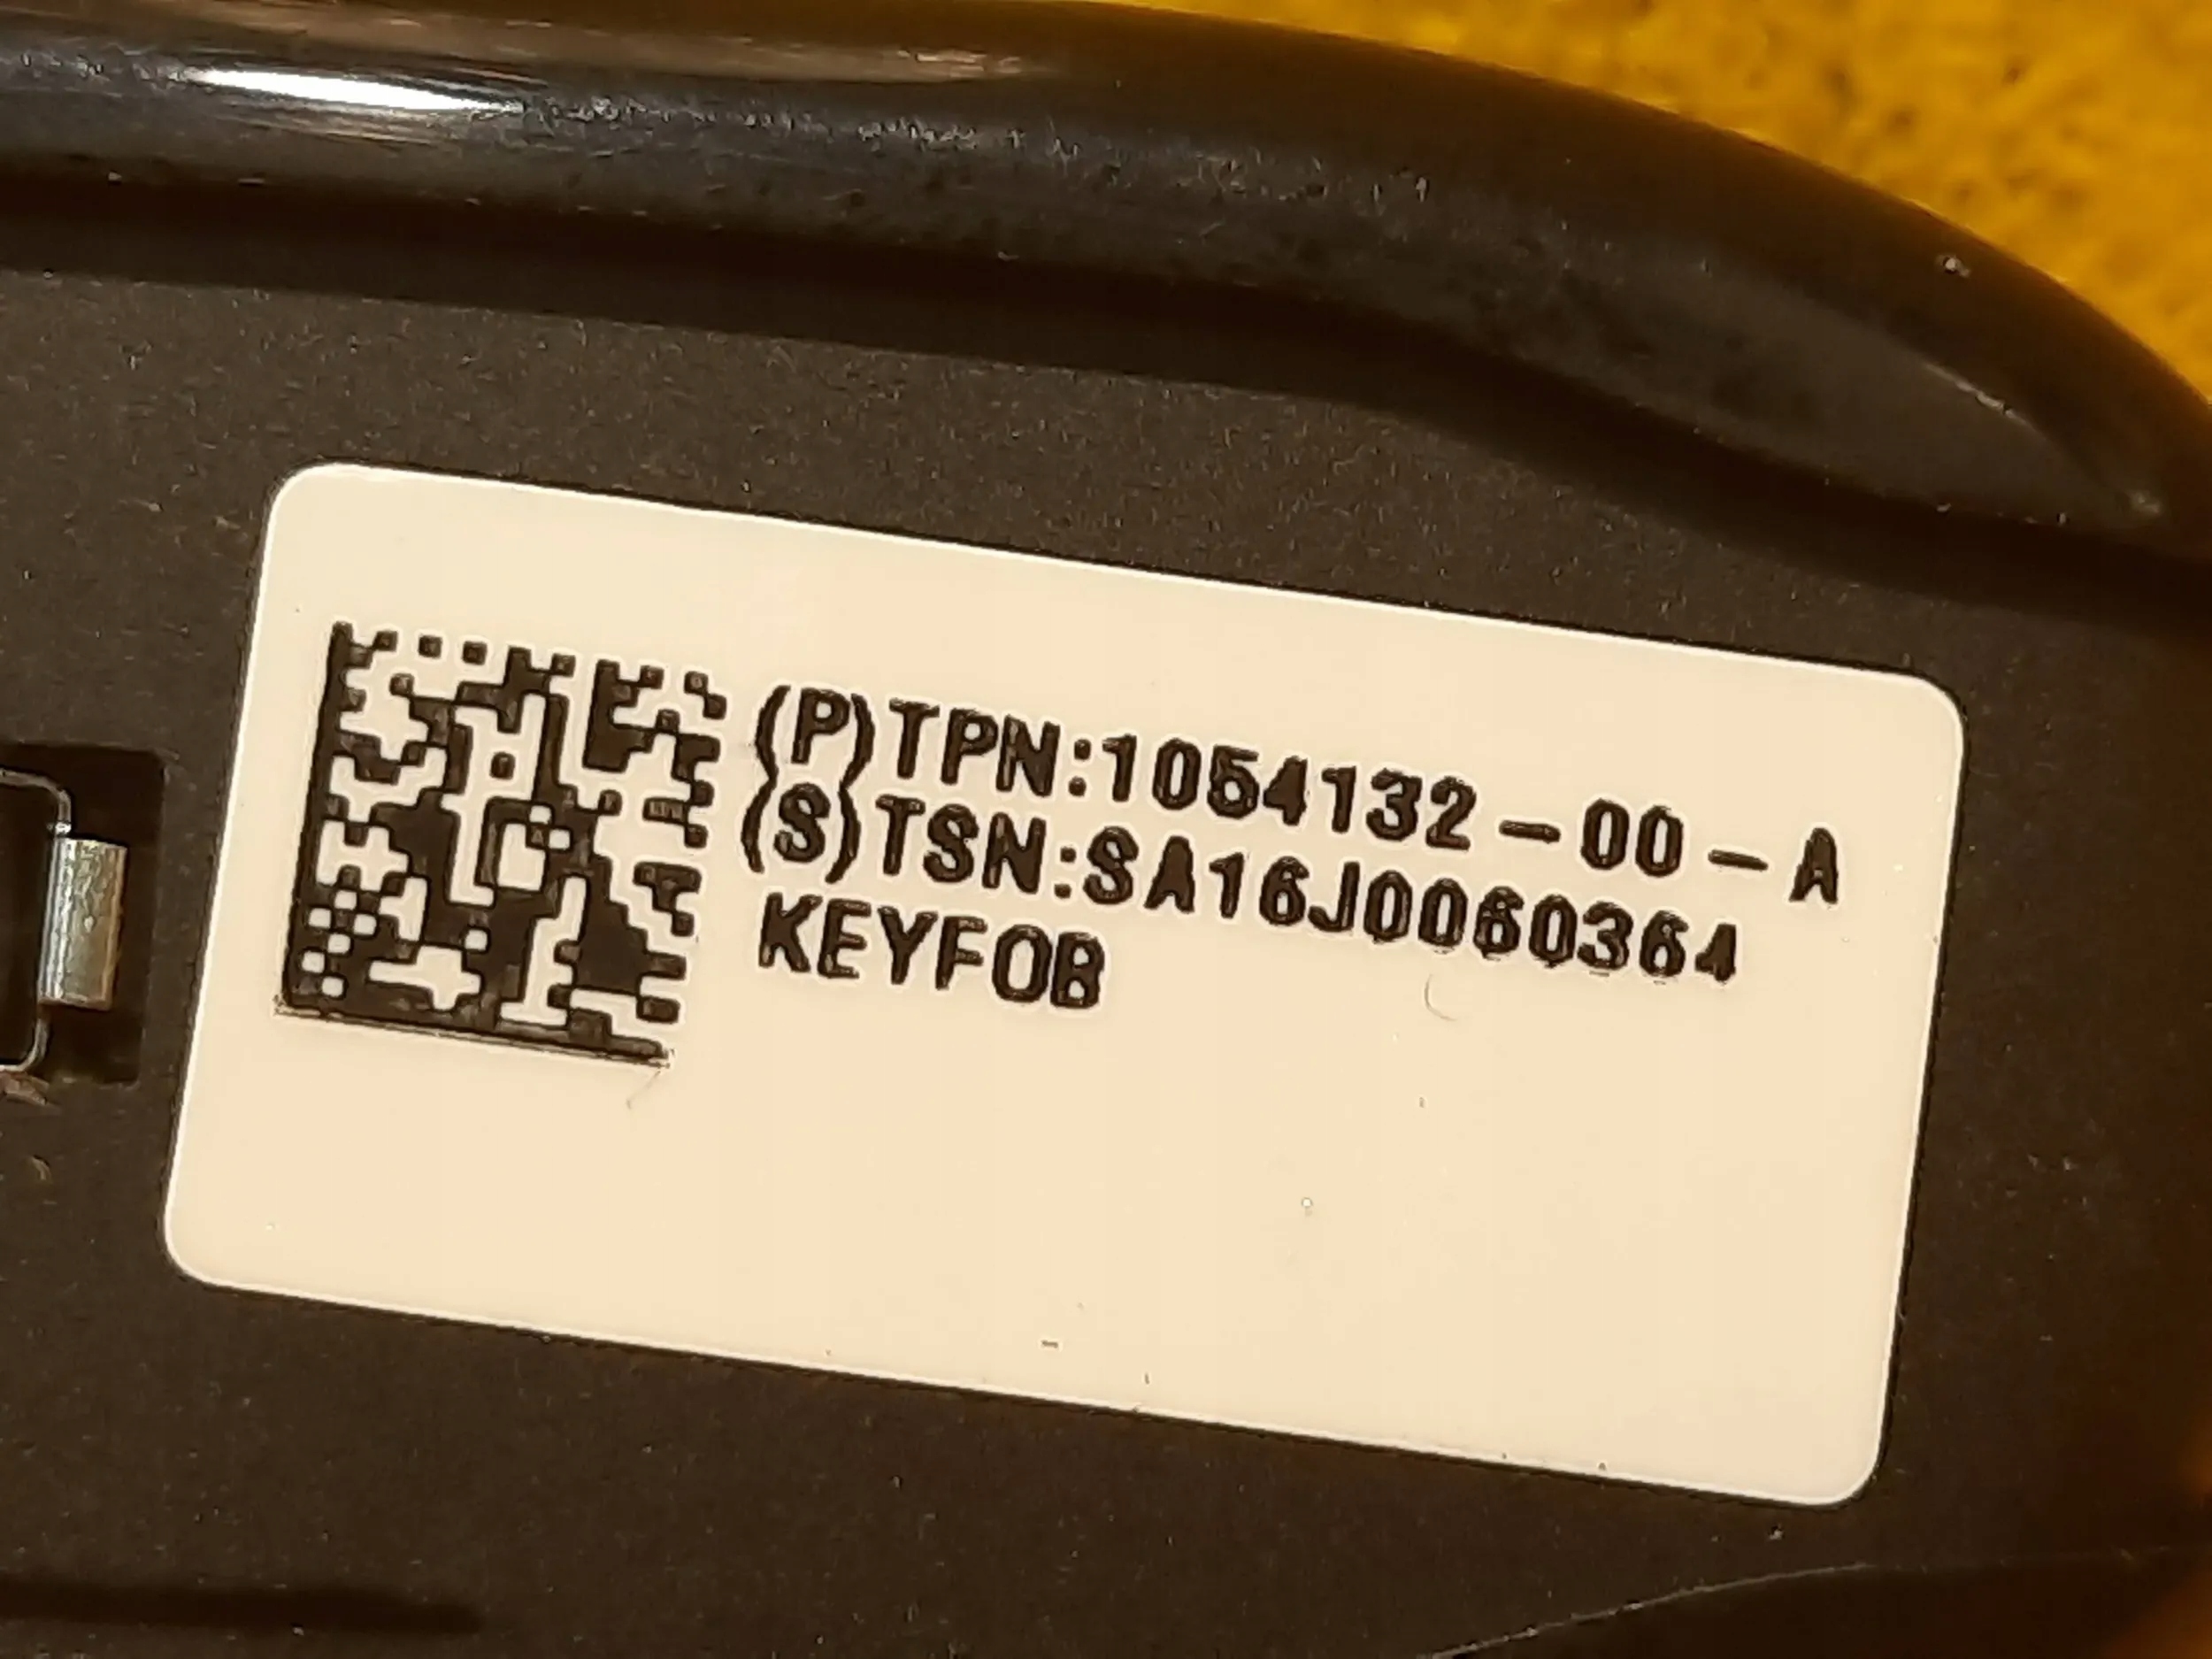 (P)TPN:1054132-00-A
(S)TSN:SA16J0060364
KEYFOB